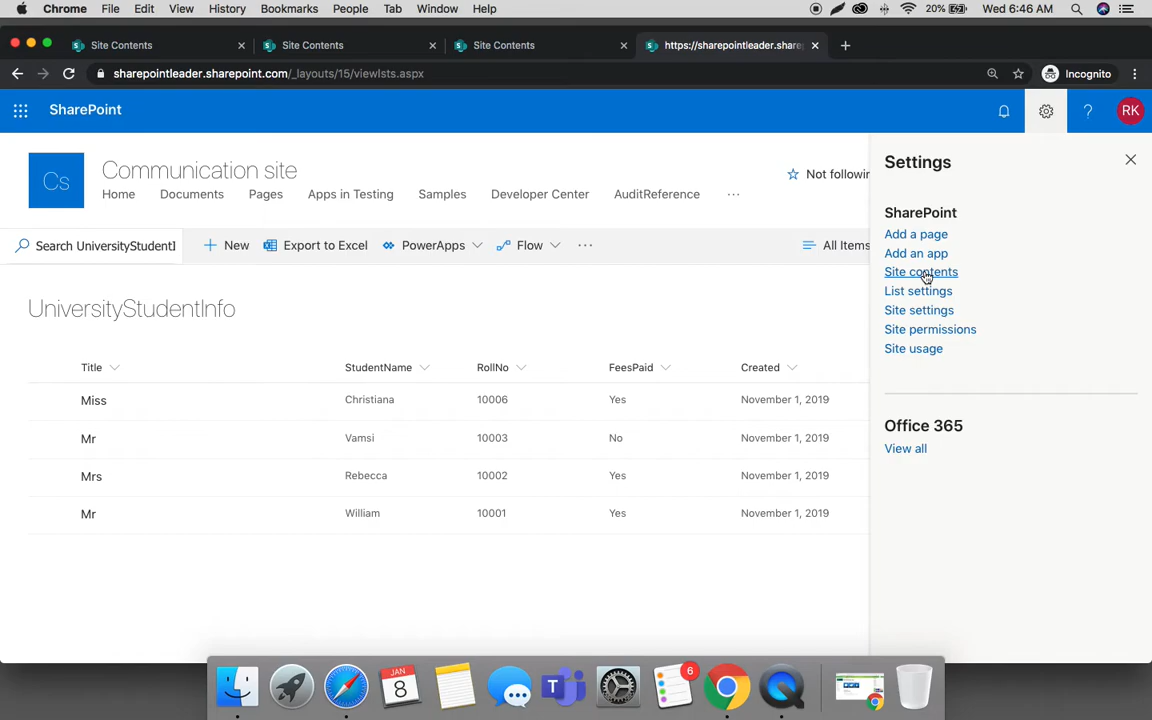 Chrome File Edit View History Bookmarks People Tab Window Help 20% Wed 6:46 AM
Site Contents Site Contents Site Contents https://sharepointleader.share
sharepointleader.sharepoint.com/_layouts/15/viewlsts.aspx Incognito
SharePoint ? RK
Cs Communication site
Home Documents Pages Apps in Testing Samples Developer Center AuditReference ...
Not followin
Search UniversityStudentI New Export to Excel PowerApps Flow ... All Items
UniversityStudentInfo
Title StudentName RollNo FeesPaid Created
Miss Christiana 10006 Yes November 1, 2019
Mr Vamsi 10003 No November 1, 2019
Mrs Rebecca 10002 Yes November 1, 2019
Mr William 10001 Yes November 1, 2019
Settings
SharePoint
Add a page
Add an app
Site contents
List settings
Site settings
Site permissions
Site usage
Office 365
View all
JAN
8
T
6